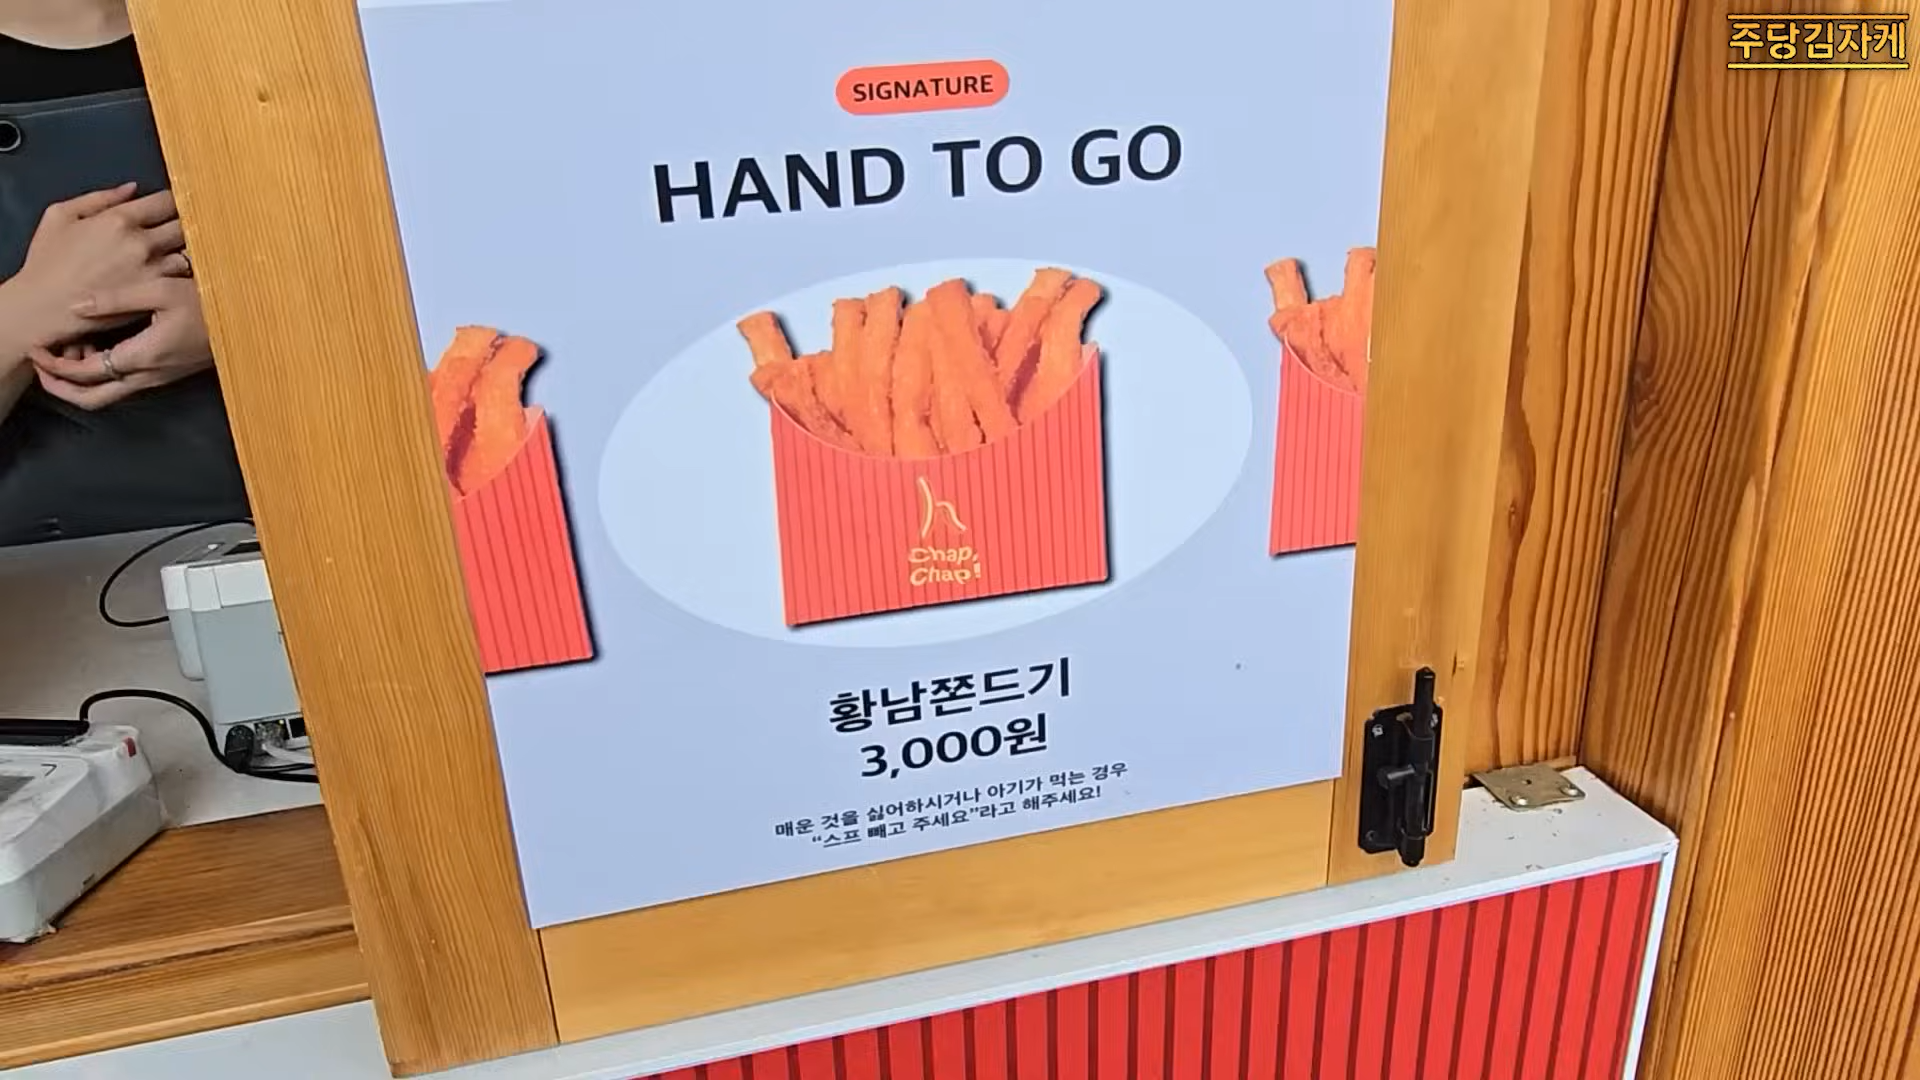 주당김자케
SIGNATURE
HAND TO GO
Chap,
Chap!
황남쫀드기
3,000원
매운 것을 싫어하시거나 아기가 먹는 경우
“스프 빼고 주세요”라고 해주세요!